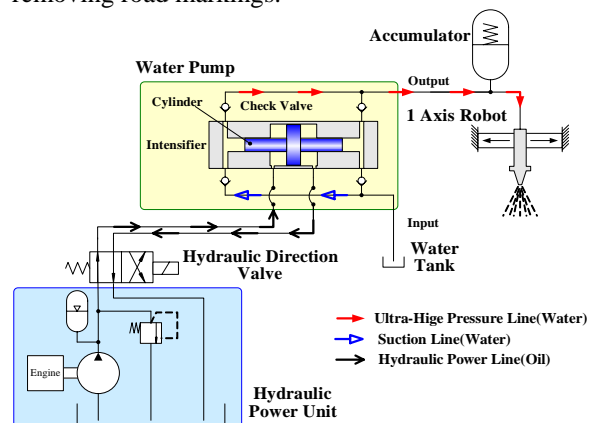 removing road markings.
Accumulator
Water Pump
Output
Cylinder
Check Valve
1 Axis Robot
Intensifier
Input
Hydraulic Direction
Valve
Water
Tank
Ultra-Hige Pressure Line(Water)
Suction Line(Water)
Hydraulic Power Line(Oil)
Engine
Hydraulic
Power Unit